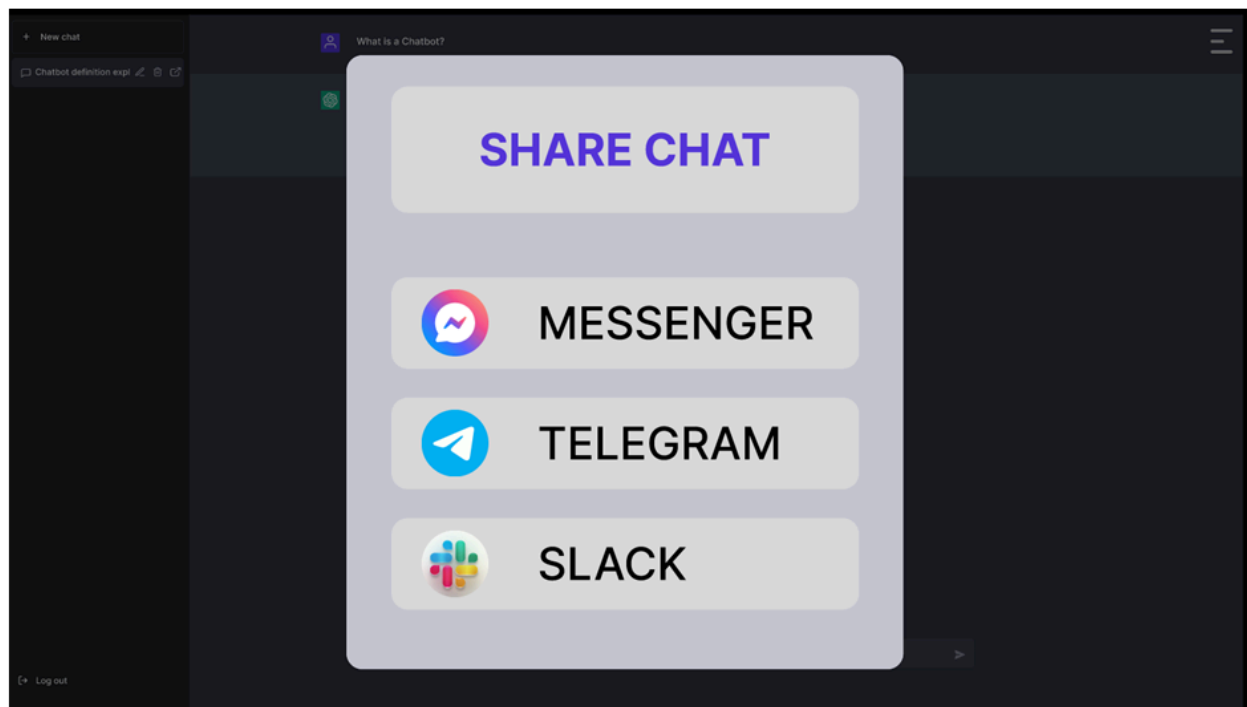 New chat
Chatbot definition expl
Log out
What is a Chatbot?
SHARE CHAT
MESSENGER
TELEGRAM
SLACK